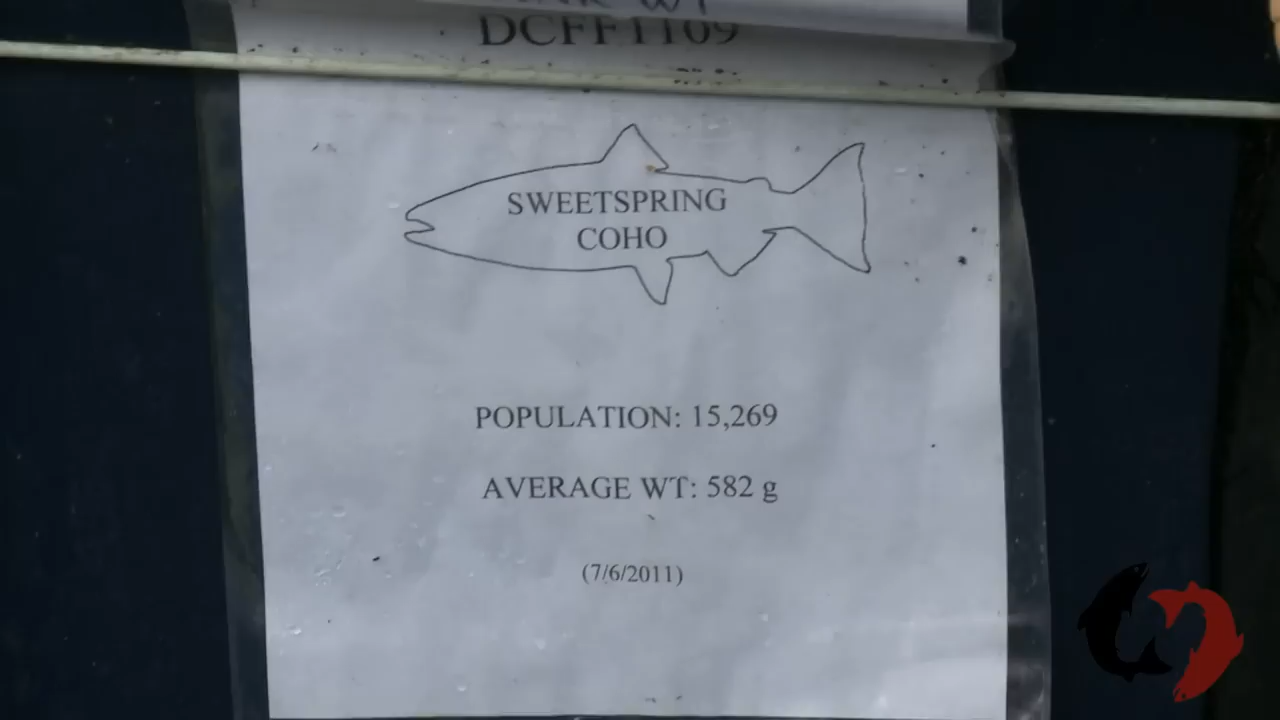 DCFF1109
SWEETSPRING
COHO
POPULATION: 15,269
AVERAGE WT: 582 g
(7/6/2011)